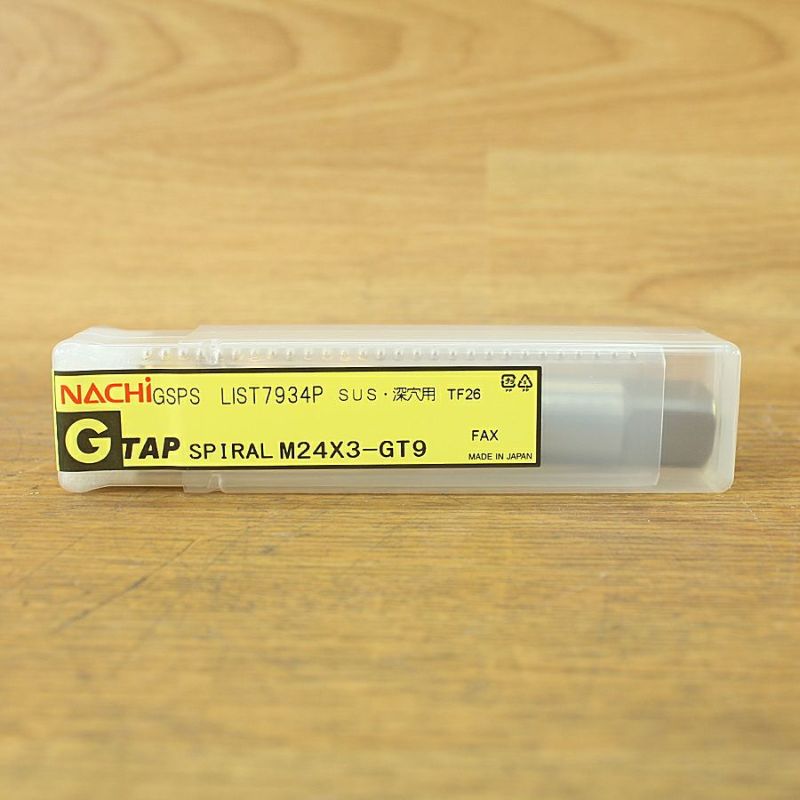 NACHi GSPS LIST7934P SUS・深穴用 TF26
G TAP SPIRAL M24X3-GT9 FAX
MADE IN JAPAN